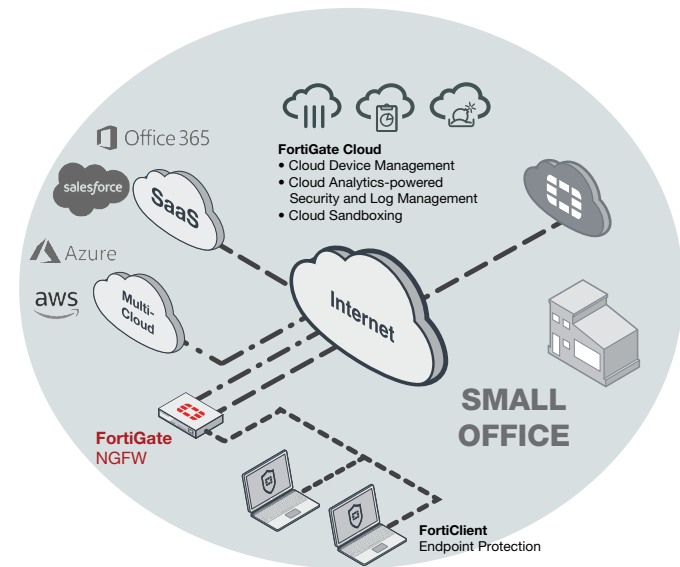 Office 365
salesforce
SaaS
Azure
aws
Multi-
Cloud
FortiGate Cloud
• Cloud Device Management
• Cloud Analytics-powered
Security and Log Management
• Cloud Sandboxing
Internet
SMALL
OFFICE
FortiGate
NGFW
FortiClient
Endpoint Protection